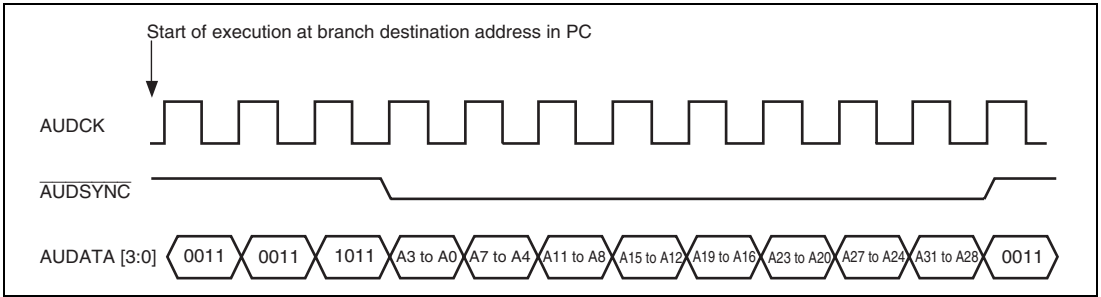 Start of execution at branch destination address in PC
AUDCK
AUDSYNC
AUDATA [3:0] 0011 0011 1011 A3 to A0 A7 to A4 A11 to A8 A15 to A12 A19 to A16 A23 to A20 A27 to A24 A31 to A28 0011